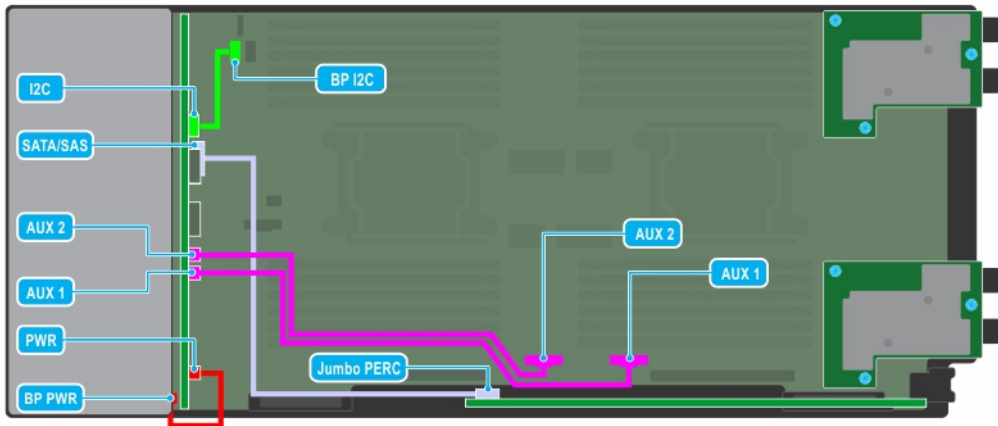 I2C
BP I2C
SATA/SAS
AUX 2
AUX 2
AUX 1
AUX 1
PWR
Jumbo PERC
BP PWR